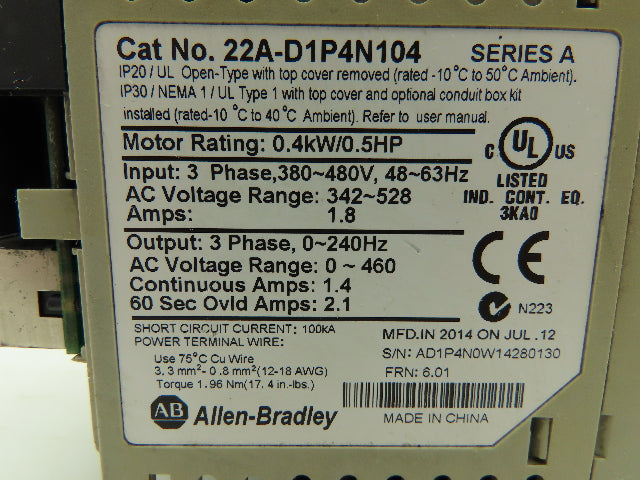 Cat No. 22A-D1P4N104 SERIES A
IP20 / UL Open-Type with top cover removed (rated -10°C to 50°C Ambient).
IP30 / NEMA 1 / UL Type 1 with top cover and optional conduit box kit
installed (rated-10 °C to 40°C Ambient). Refer to user manual.
Motor Rating: 0.4kW/0.5HP
Input: 3 Phase,380~480V, 48~63Hz
AC Voltage Range: 342~528
Amps: 1.8
C UL US
LISTED
IND. CONT. EQ.
3KA0
Output: 3 Phase, 0~240Hz
AC Voltage Range: 0 ~ 460
Continuous Amps: 1.4
60 Sec Ovld Amps: 2.1
CE
N223
SHORT CIRCUIT CURRENT: 100kA
POWER TERMINAL WIRE:
Use 75°C Cu Wire
3.3 mm²- 0.8 mm²(12-18 AWG)
Torque 1.96 Nm(17.4 in.-lbs.)
MFD.IN 2014 ON JUL .12
S/N: AD1P4N0W14280130
FRN: 6.01
AB Allen-Bradley
MADE IN CHINA